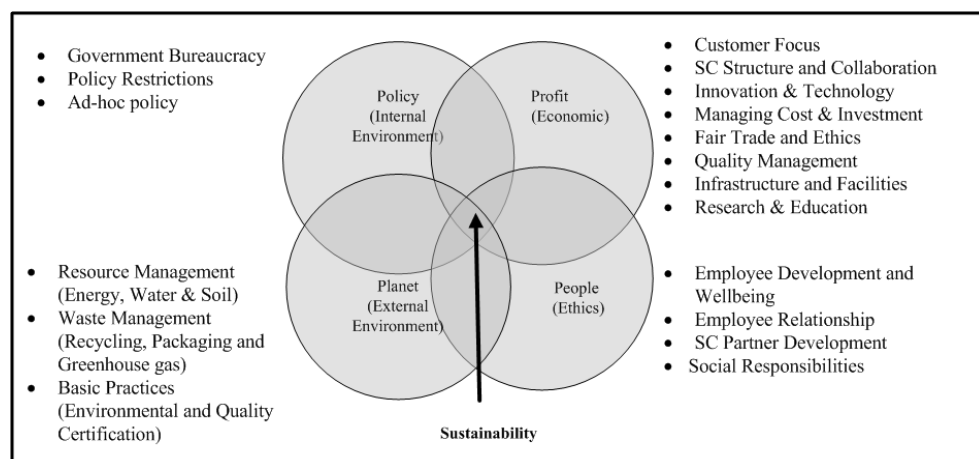 Government Bureaucracy
Policy Restrictions
Ad-hoc policy
Policy
(Internal
Environment)
Profit
(Economic)
Customer Focus
SC Structure and Collaboration
Innovation & Technology
Managing Cost & Investment
Fair Trade and Ethics
Quality Management
Infrastructure and Facilities
Research & Education
Resource Management
(Energy, Water & Soil)
Waste Management
(Recycling, Packaging and
Greenhouse gas)
Basic Practices
(Environmental and Quality
Certification)
Planet
(External
Environment)
People
(Ethics)
Employee Development and
Wellbeing
Employee Relationship
SC Partner Development
Social Responsibilities
Sustainability